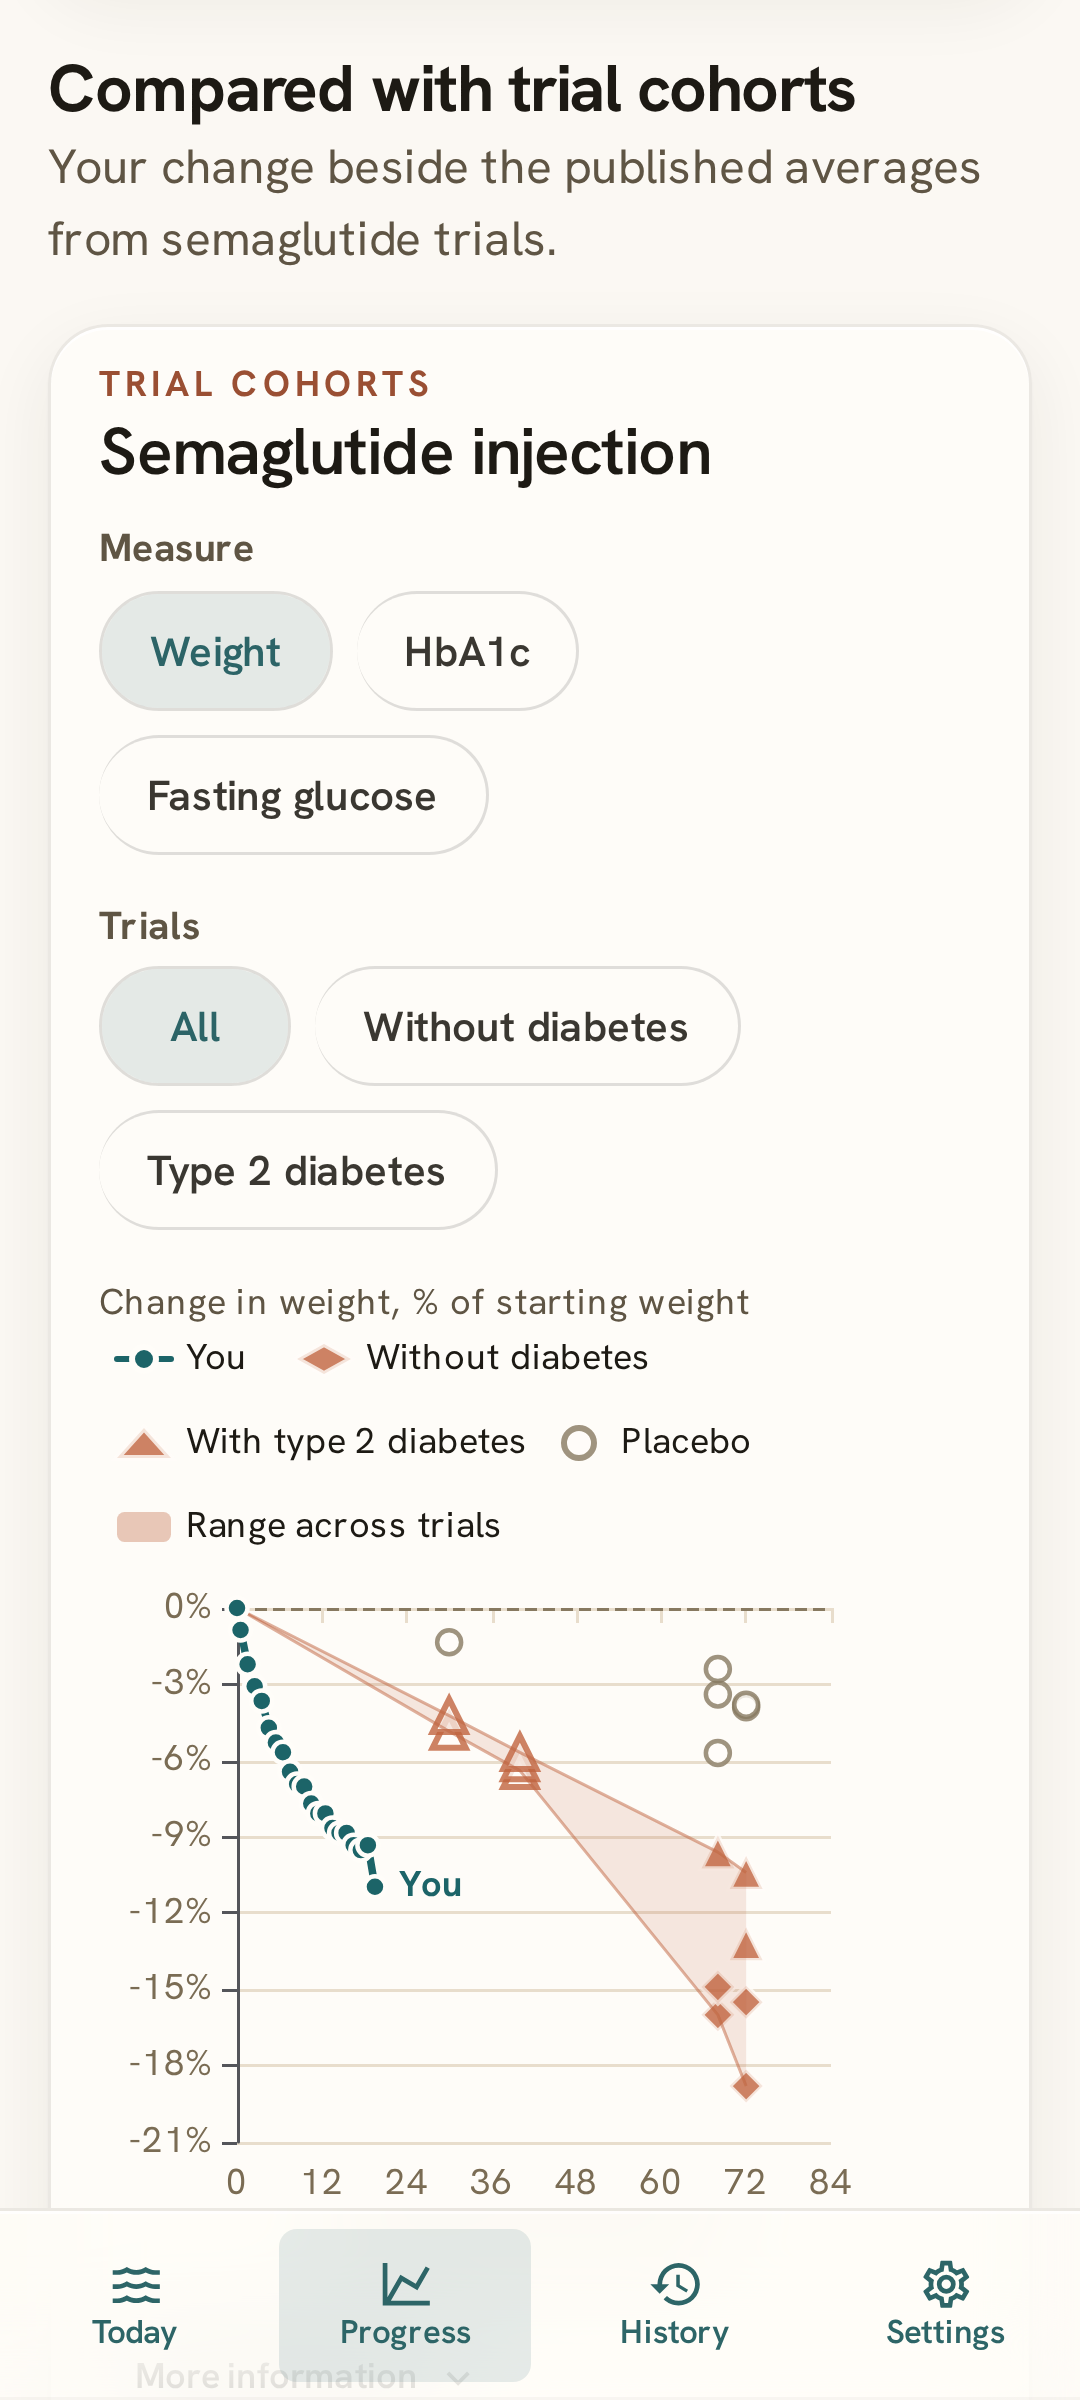 Compared with trial cohorts
Your change beside the published averages
from semaglutide trials.
TRIAL COHORTS
Semaglutide injection
Measure
Weight
HbA1c
Fasting glucose
Trials
All
Without diabetes
Type 2 diabetes
Change in weight, % of starting weight
You
Without diabetes
With type 2 diabetes
Placebo
Range across trials
0%
-3%
-6%
-9%
You
-12%
-15%
-18%
-21%
0 12 24 36 48 60 72 84
Today
Progress
History
Settings
More information